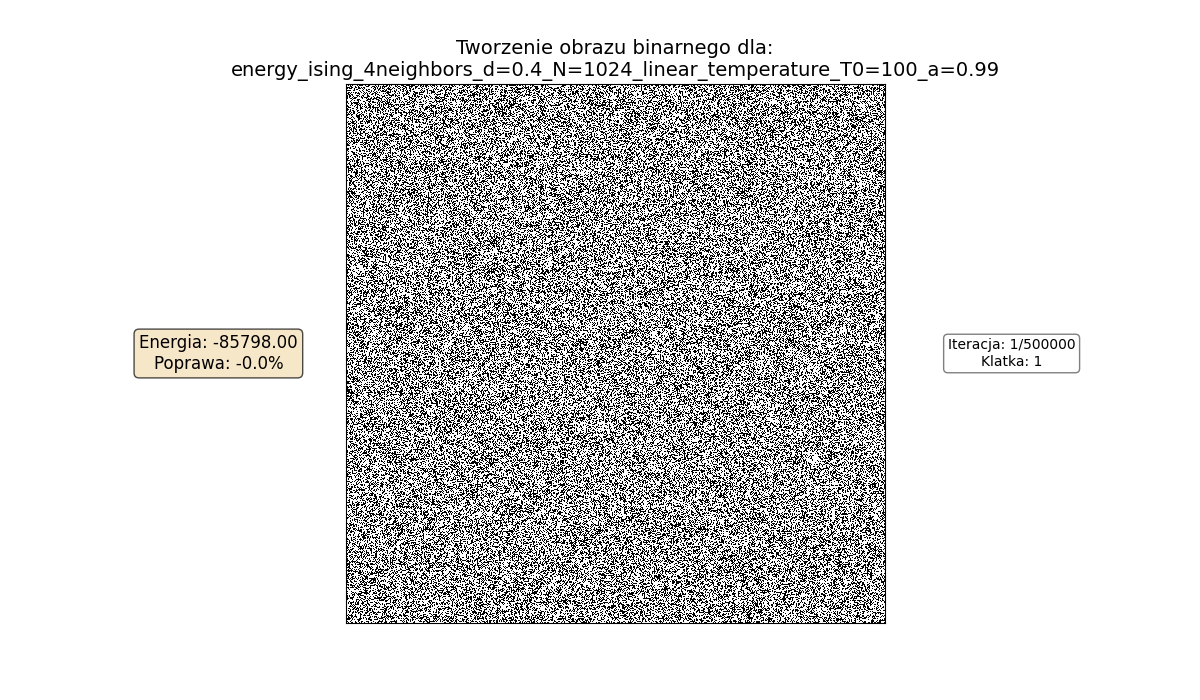 Tworzenie obrazu binarnego dla:
energy_ising_4neighbors_d=0.4_N=1024_linear_temperature_T0=100_a=0.99
Energia: -85798.00
Poprawa: -0.0%
Iteracja: 1/500000
Klatka: 1